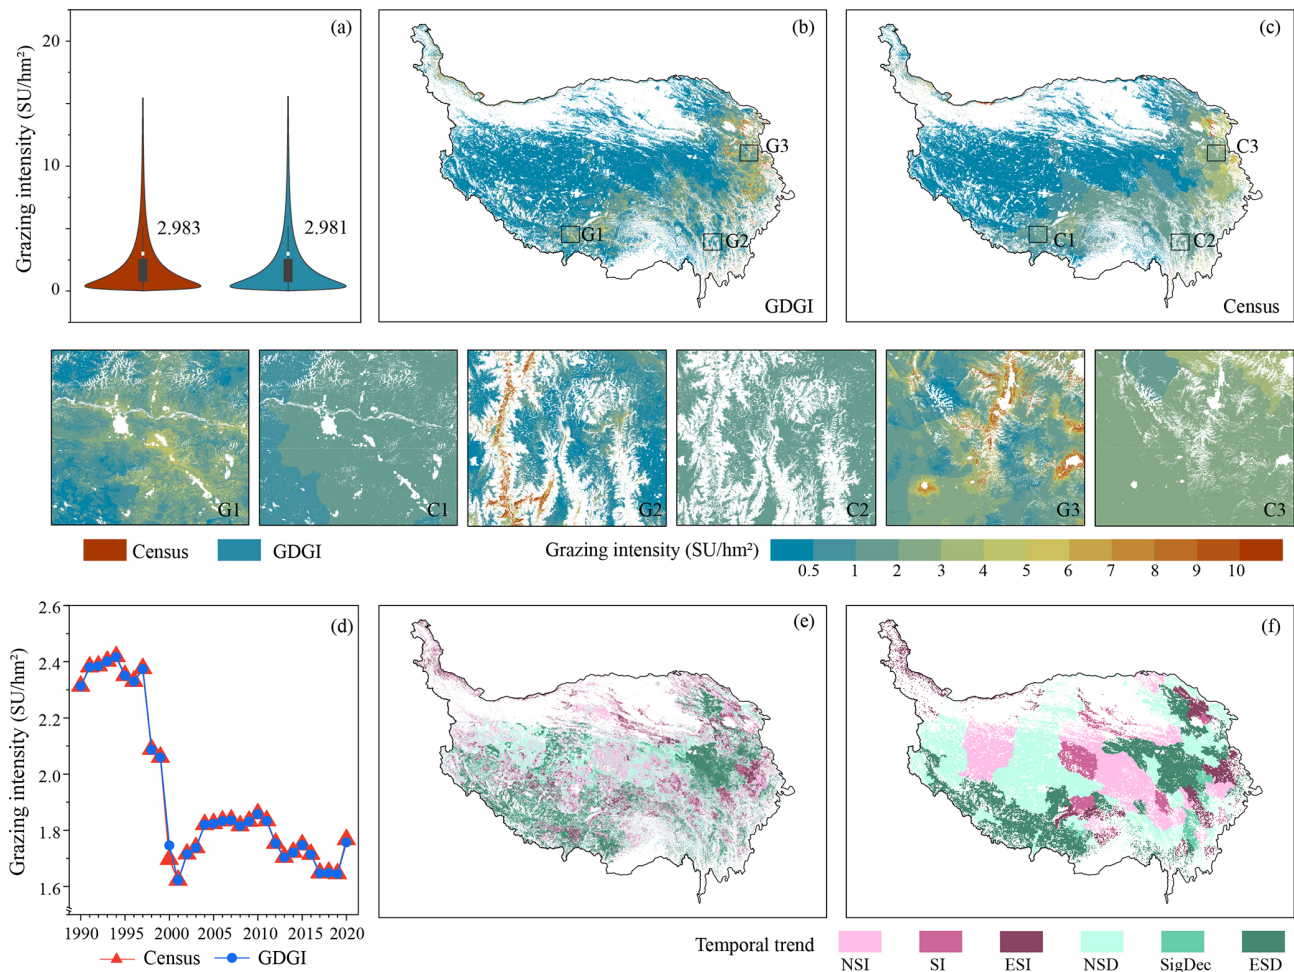 (a)
Grazing intensity (SU/hm²)
20
10
0
2.983
2.981
(b)
G1
G2
G3
GDGI
(c)
C1
C2
C3
Census
G1
C1
G2
C2
G3
C3
Census
GDGI
Grazing intensity (SU/hm²)
0.5 1 2 3 4 5 6 7 8 9 10
(d)
Grazing intensity (SU/hm²)
2.6
2.4
2.2
2.0
1.8
1.6
1990 1995 2000 2005 2010 2015 2020
Census
GDGI
(e)
(f)
Temporal trend
NSI SI ESI NSD SigDec ESD